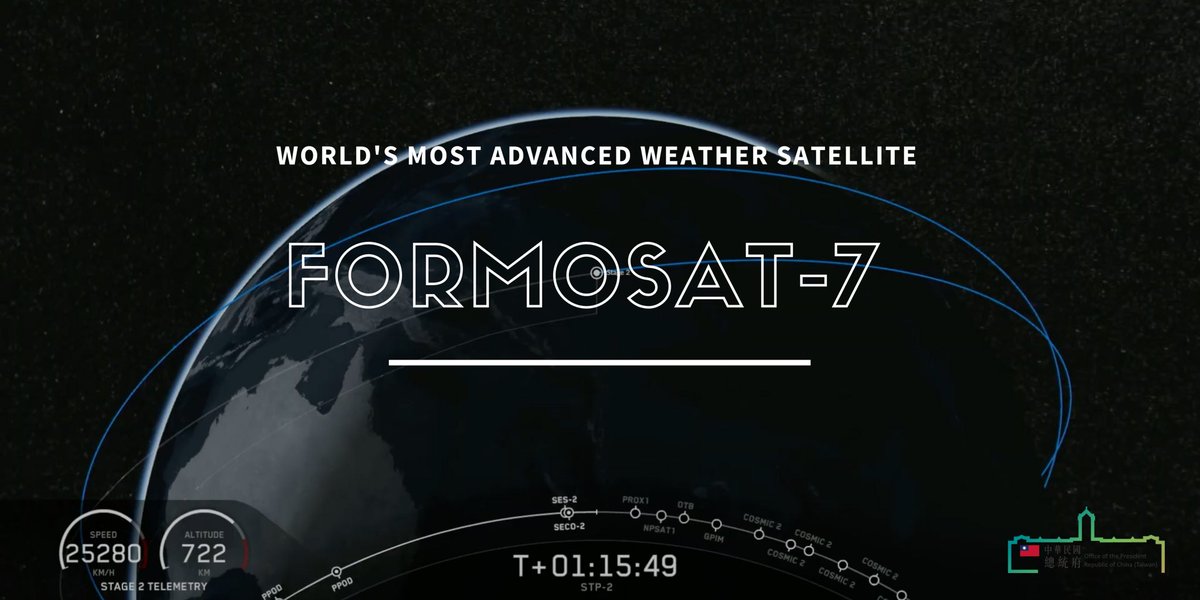 WORLD'S MOST ADVANCED WEATHER SATELLITE
FORMOSAT-7
Stage 2
SPEED
25280
KM/H
ALTITUDE
722
KM
STAGE 2 TELEMETRY
PPOD
PPOD
SES-2
SECO-2
PROX1
NPSAT1
OTB
GPIM
COSMIC 2
COSMIC 2
COSMIC 2
COSMIC 2
COSMIC 2
COSMIC 2
T+01:15:49
STP-2
中華民國
總統府
Office of the President
Republic of China (Taiwan)